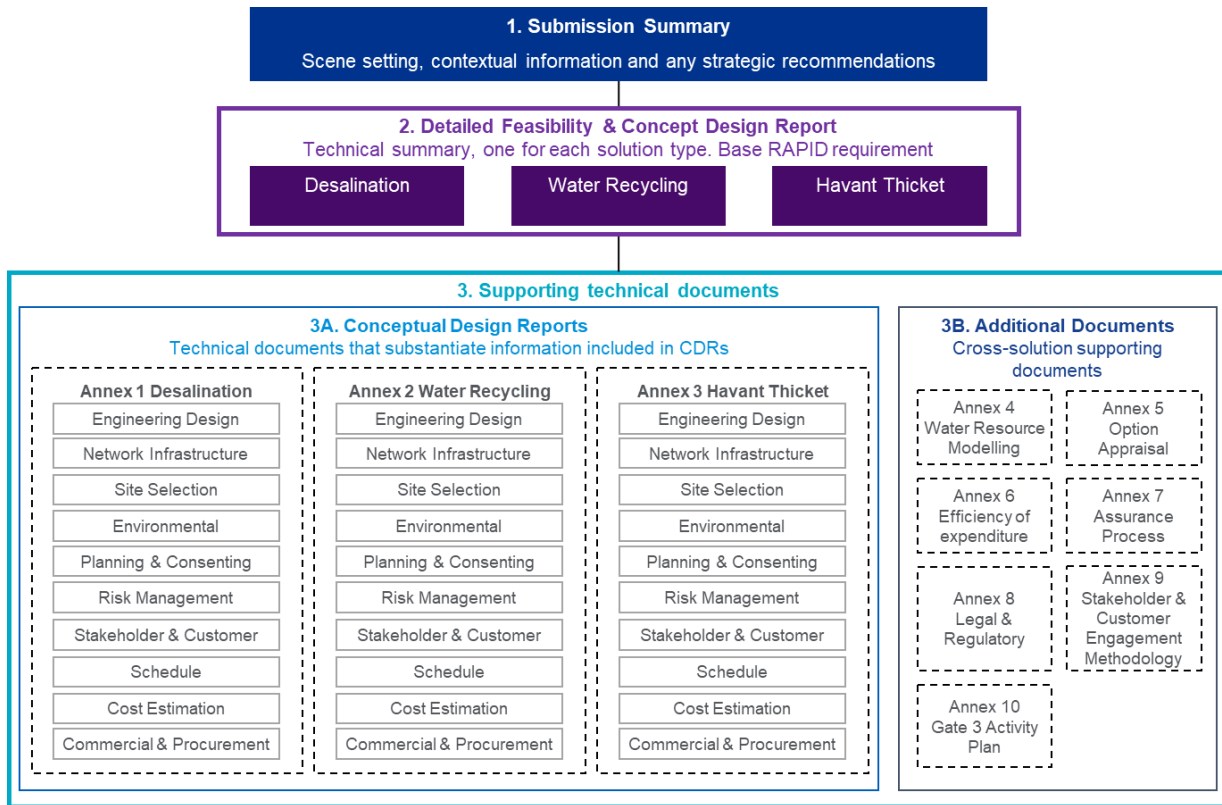 1. Submission Summary
Scene setting, contextual information and any strategic recommendations
2. Detailed Feasibility & Concept Design Report
Technical summary, one for each solution type. Base RAPID requirement
Desalination
Water Recycling
Havant Thicket
3. Supporting technical documents
3A. Conceptual Design Reports
Technical documents that substantiate information included in CDRs
Annex 1 Desalination
Engineering Design
Network Infrastructure
Site Selection
Environmental
Planning & Consenting
Risk Management
Stakeholder & Customer
Schedule
Cost Estimation
Commercial & Procurement
Annex 2 Water Recycling
Engineering Design
Network Infrastructure
Site Selection
Environmental
Planning & Consenting
Risk Management
Stakeholder & Customer
Schedule
Cost Estimation
Commercial & Procurement
Annex 3 Havant Thicket
Engineering Design
Network Infrastructure
Site Selection
Environmental
Planning & Consenting
Risk Management
Stakeholder & Customer
Schedule
Cost Estimation
Commercial & Procurement
3B. Additional Documents
Cross-solution supporting
documents
Annex 4
Water Resource
Modelling
Annex 5
Option
Appraisal
Annex 6
Efficiency of
expenditure
Annex 7
Assurance
Process
Annex 8
Legal &
Regulatory
Annex 9
Stakeholder &
Customer
Engagement
Methodology
Annex 10
Gate 3 Activity
Plan